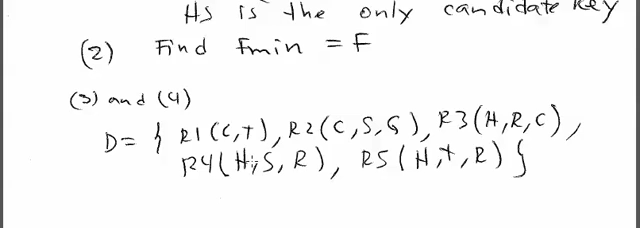 HS is the only candidate key
(2) Find Fmin = F
(3) and (4)
D= { R1(C,T), R2(C,S,G), R3(H,R,C),
R4(H,S,R), R5(H,T,R) }